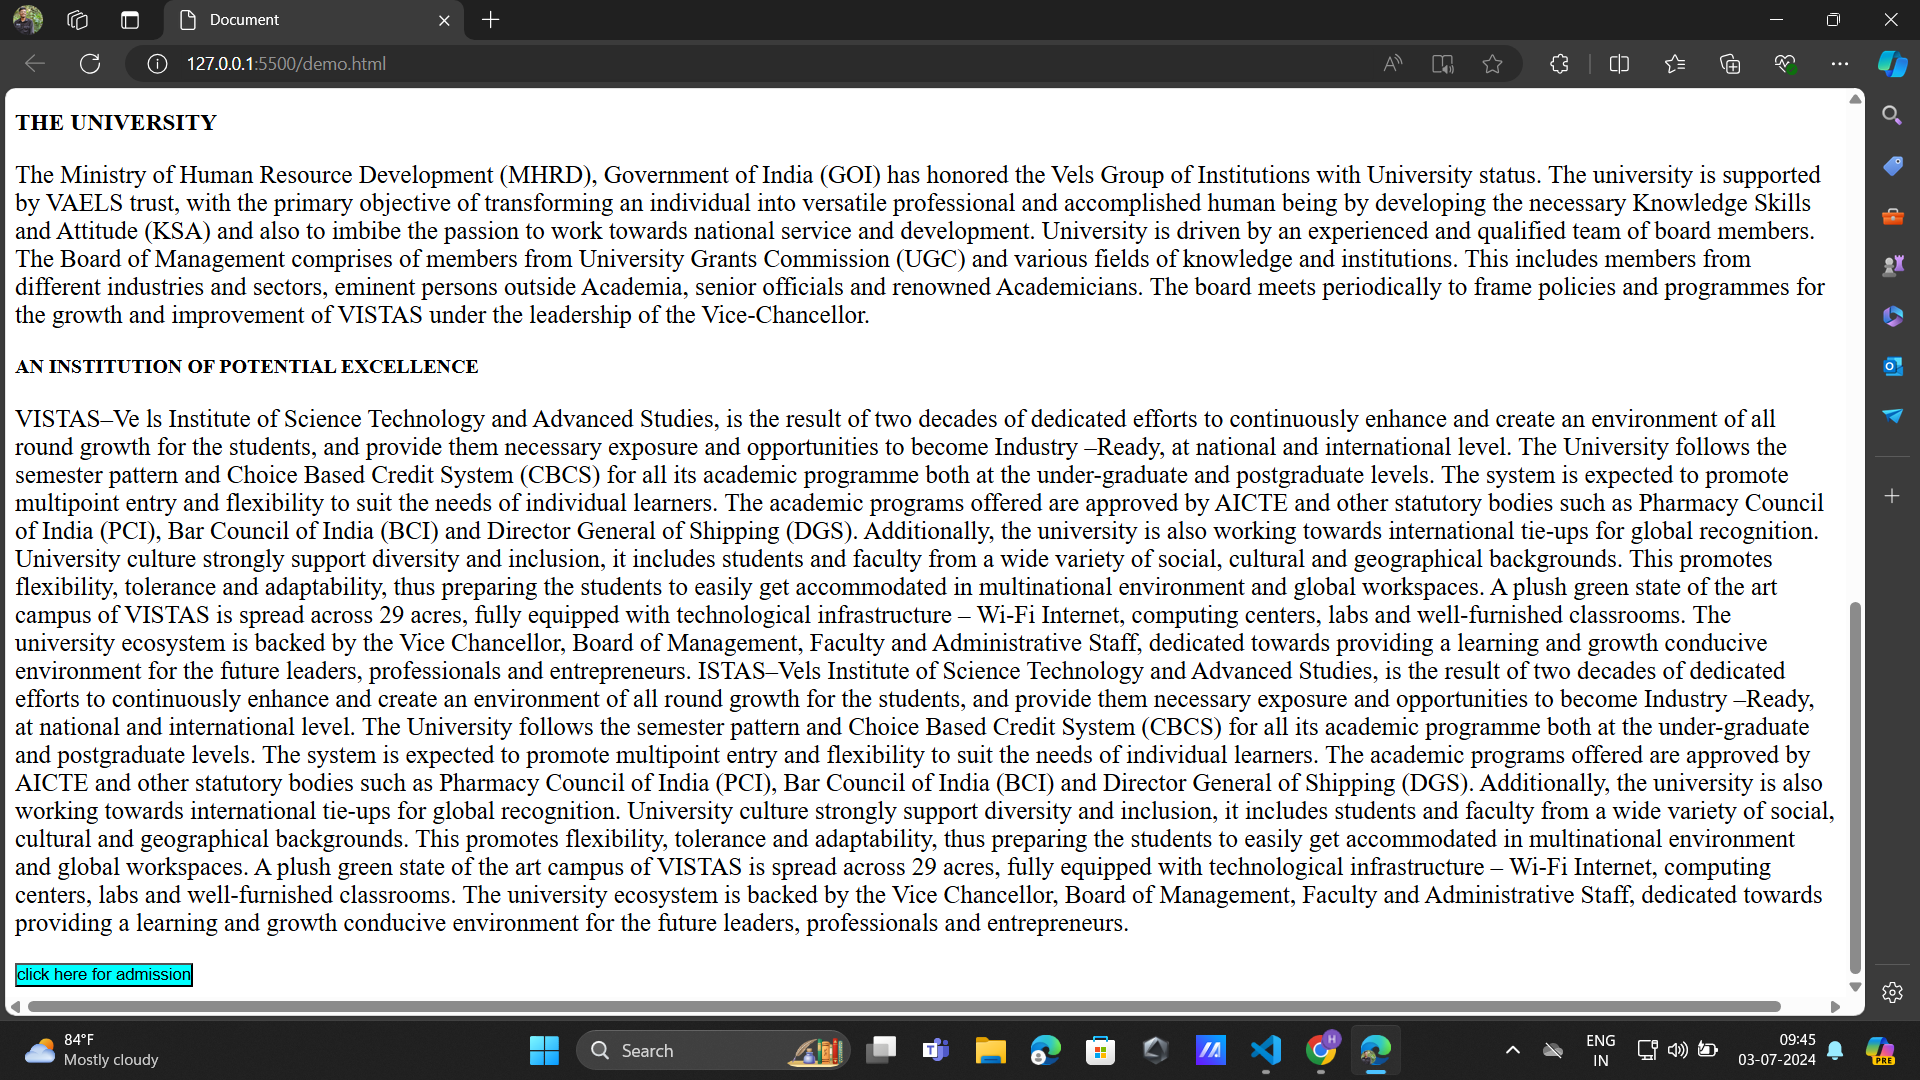 Document
127.0.0.1:5500/demo.html
THE UNIVERSITY
The Ministry of Human Resource Development (MHRD), Government of India (GOI) has honored the Vels Group of Institutions with University status. The university is supported
by VAELS trust, with the primary objective of transforming an individual into versatile professional and accomplished human being by developing the necessary Knowledge Skills
and Attitude (KSA) and also to imbibe the passion to work towards national service and development. University is driven by an experienced and qualified team of board members.
The Board of Management comprises of members from University Grants Commission (UGC) and various fields of knowledge and institutions. This includes members from
different industries and sectors, eminent persons outside Academia, senior officials and renowned Academicians. The board meets periodically to frame policies and programmes for
the growth and improvement of VISTAS under the leadership of the Vice-Chancellor.
AN INSTITUTION OF POTENTIAL EXCELLENCE
VISTAS–Ve ls Institute of Science Technology and Advanced Studies, is the result of two decades of dedicated efforts to continuously enhance and create an environment of all
round growth for the students, and provide them necessary exposure and opportunities to become Industry –Ready, at national and international level. The University follows the
semester pattern and Choice Based Credit System (CBCS) for all its academic programme both at the under-graduate and postgraduate levels. The system is expected to promote
multipoint entry and flexibility to suit the needs of individual learners. The academic programs offered are approved by AICTE and other statutory bodies such as Pharmacy Council
of India (PCI), Bar Council of India (BCI) and Director General of Shipping (DGS). Additionally, the university is also working towards international tie-ups for global recognition.
University culture strongly support diversity and inclusion, it includes students and faculty from a wide variety of social, cultural and geographical backgrounds. This promotes
flexibility, tolerance and adaptability, thus preparing the students to easily get accommodated in multinational environment and global workspaces. A plush green state of the art
campus of VISTAS is spread across 29 acres, fully equipped with technological infrastructure – Wi-Fi Internet, computing centers, labs and well-furnished classrooms. The
university ecosystem is backed by the Vice Chancellor, Board of Management, Faculty and Administrative Staff, dedicated towards providing a learning and growth conducive
environment for the future leaders, professionals and entrepreneurs. ISTAS–Vels Institute of Science Technology and Advanced Studies, is the result of two decades of dedicated
efforts to continuously enhance and create an environment of all round growth for the students, and provide them necessary exposure and opportunities to become Industry –Ready,
at national and international level. The University follows the semester pattern and Choice Based Credit System (CBCS) for all its academic programme both at the under-graduate
and postgraduate levels. The system is expected to promote multipoint entry and flexibility to suit the needs of individual learners. The academic programs offered are approved by
AICTE and other statutory bodies such as Pharmacy Council of India (PCI), Bar Council of India (BCI) and Director General of Shipping (DGS). Additionally, the university is also
working towards international tie-ups for global recognition. University culture strongly support diversity and inclusion, it includes students and faculty from a wide variety of social,
cultural and geographical backgrounds. This promotes flexibility, tolerance and adaptability, thus preparing the students to easily get accommodated in multinational environment
and global workspaces. A plush green state of the art campus of VISTAS is spread across 29 acres, fully equipped with technological infrastructure – Wi-Fi Internet, computing
centers, labs and well-furnished classrooms. The university ecosystem is backed by the Vice Chancellor, Board of Management, Faculty and Administrative Staff, dedicated towards
providing a learning and growth conducive environment for the future leaders, professionals and entrepreneurs.
click here for admission
84°F
Mostly cloudy
Search
H
PRE
ENG
IN
09:45
03-07-2024